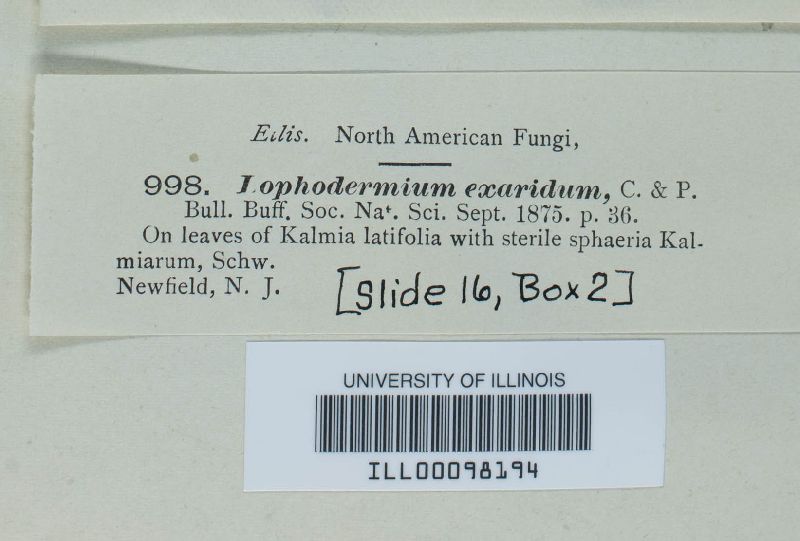 Ellis. North American Fungi,
998. Lophodermium exaridum, C. & P.
Bull. Buff. Soc. Nat. Sci. Sept. 1875. p. 36.
On leaves of Kalmia latifolia with sterile sphaeria Kal-
miarum, Schw.
Newfield, N. J. [slide 16, Box 2]
UNIVERSITY OF ILLINOIS
ILL00098194